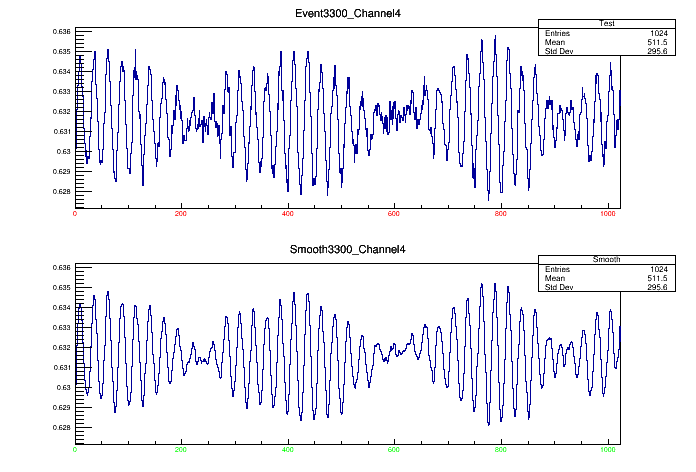 Event3300_Channel4
Test
Entries 1024
Mean 511.5
Std Dev 295.6
0.636
0.635
0.634
0.633
0.632
0.631
0.63
0.629
0.628
0 200 400 600 800 1000
Smooth3300_Channel4
Smooth
Entries 1024
Mean 511.5
Std Dev 295.6
0.636
0.635
0.634
0.633
0.632
0.631
0.63
0.629
0.628
0 200 400 600 800 1000